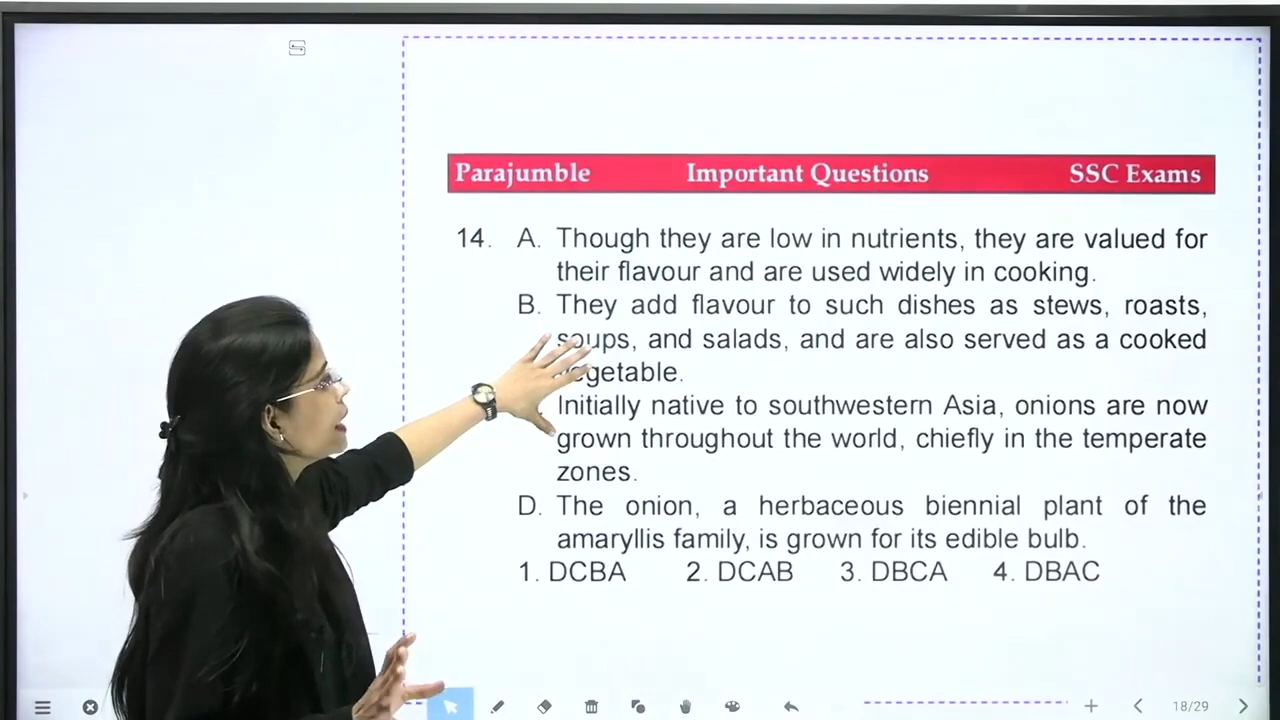 Parajumble Important Questions SSC Exams
14. A. Though they are low in nutrients, they are valued for
their flavour and are used widely in cooking.
B. They add flavour to such dishes as stews, roasts,
soups, and salads, and are also served as a cooked
Initially native to southwestern Asia, onions are now
grown throughout the world, chiefly in the temperate
zones.
D. The onion, a herbaceous biennial plant of the
amaryllis family, is grown for its edible bulb.
1. DCBA 2. DCAB 3. DBCA 4. DBAC
18/29